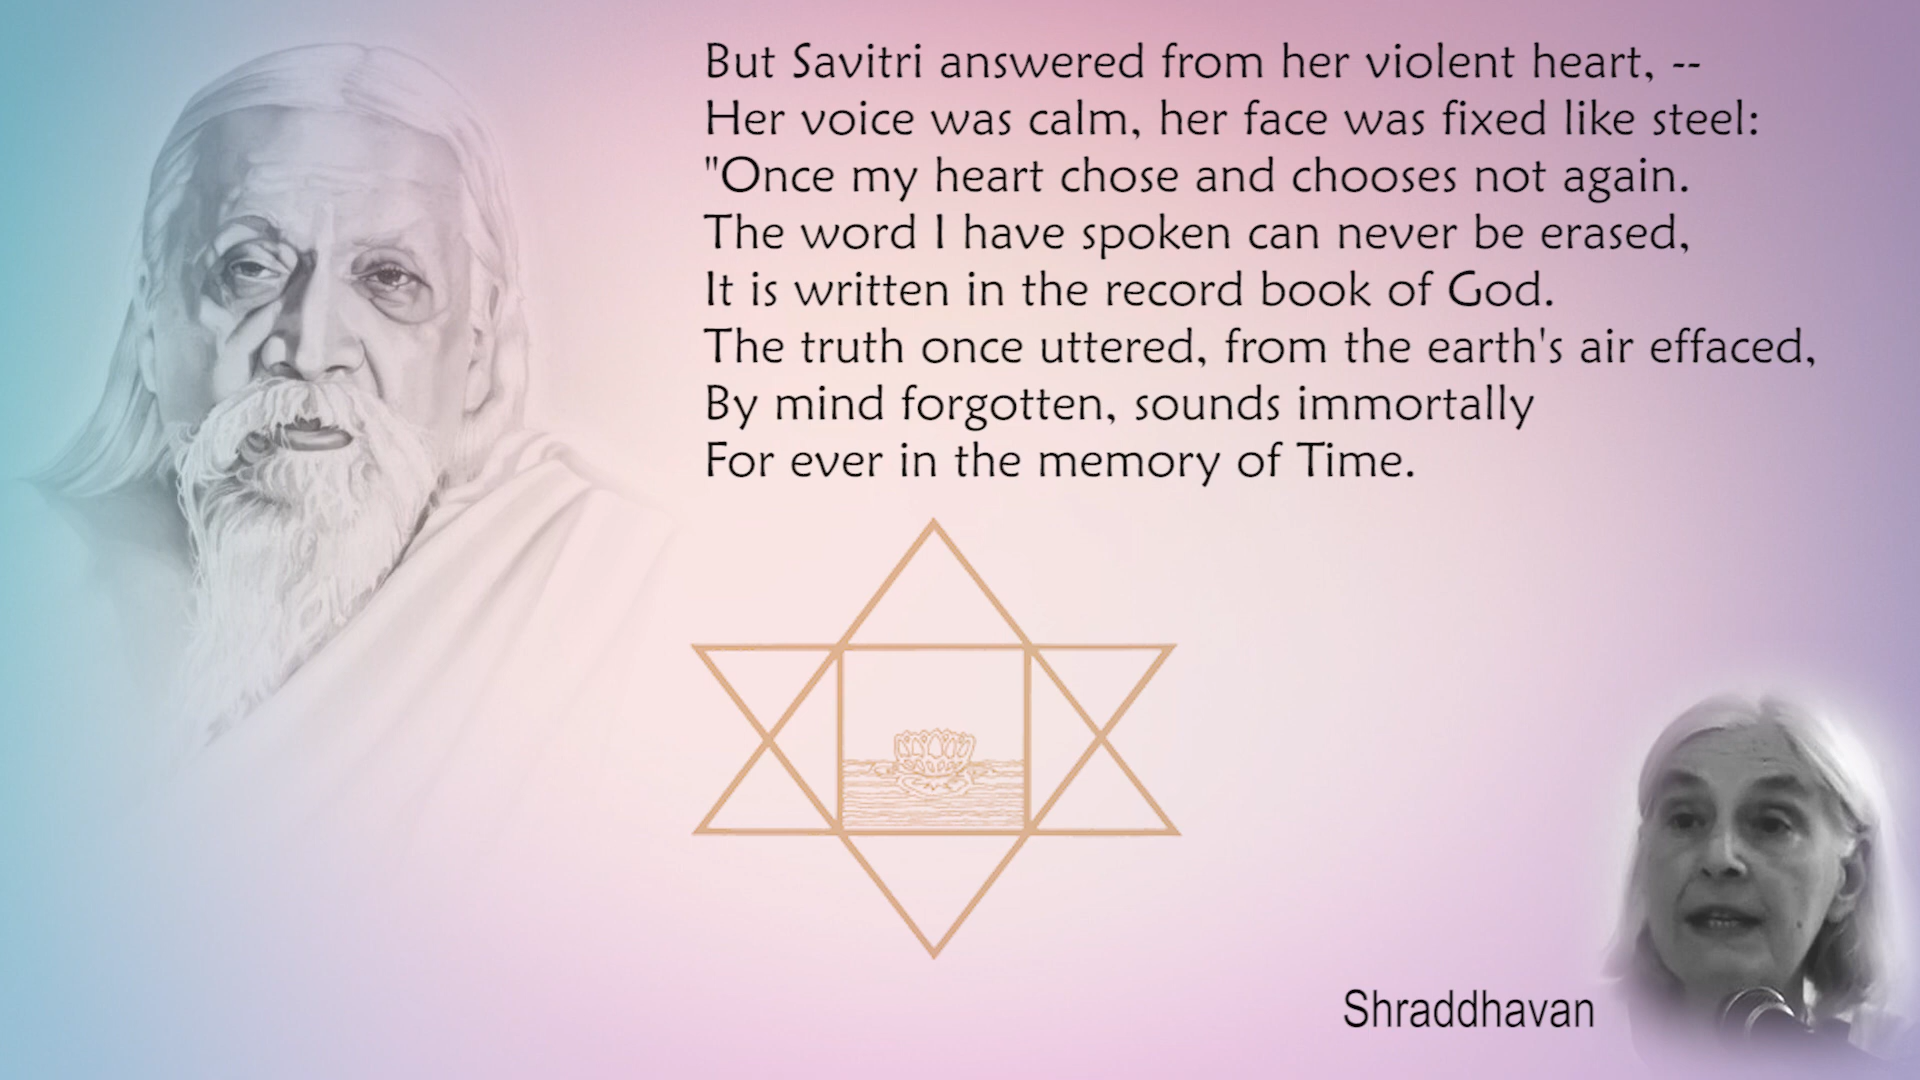 But Savitri answered from her violent heart, --
Her voice was calm, her face was fixed like steel:
"Once my heart chose and chooses not again.
The word I have spoken can never be erased,
It is written in the record book of God.
The truth once uttered, from the earth's air effaced,
By mind forgotten, sounds immortally
For ever in the memory of Time.
Shraddhavan